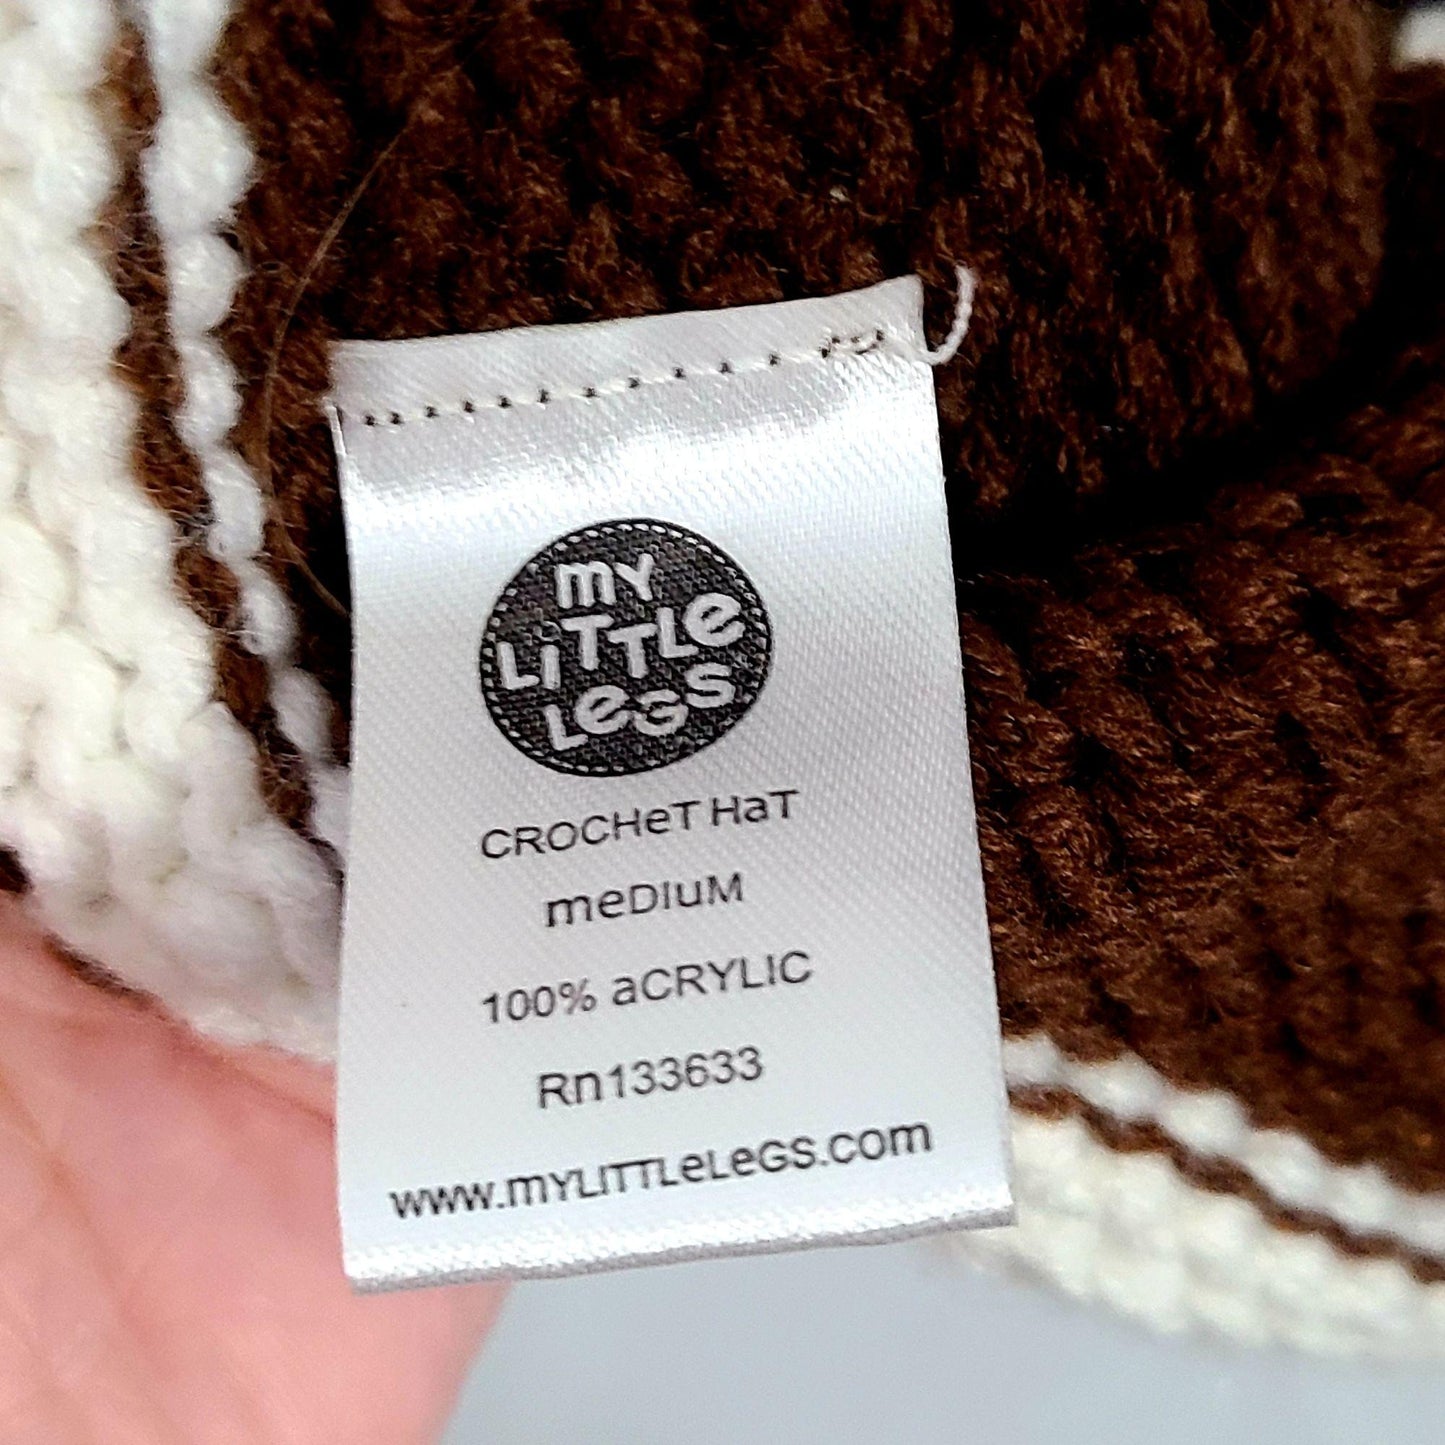 mY
LiTTLe
LeGS
CROCHeT HaT
meDIuM
100% aCRYLIC
Rn133633
www.mYLITTLeLeGS.com